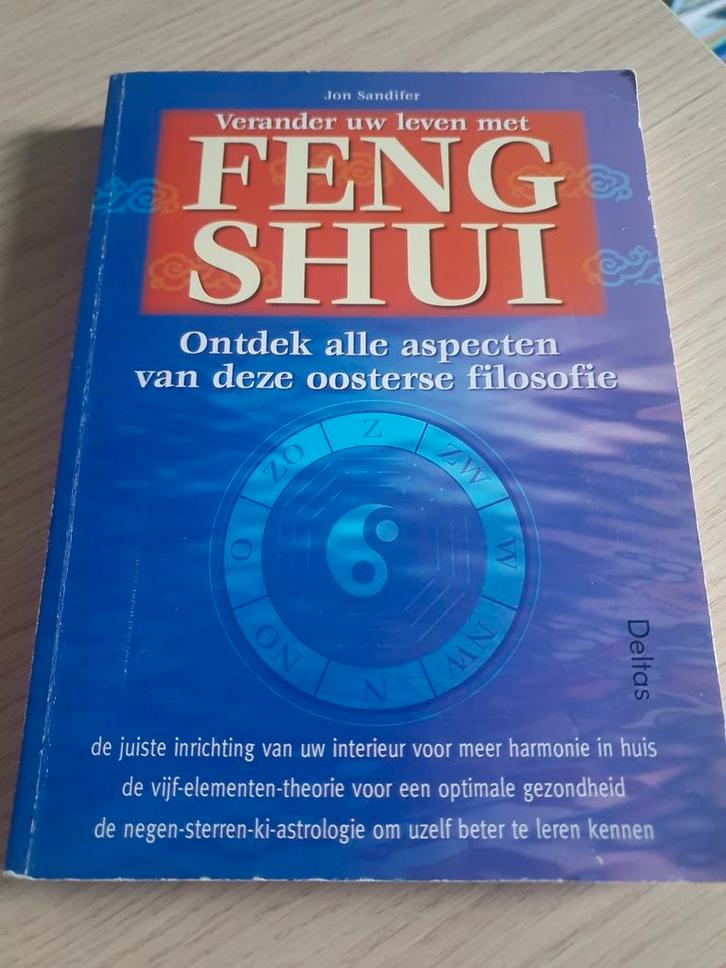 Jon Sandifer
Verander uw leven met
FENG
SHUI
Ontdek alle aspecten
van deze oosterse filosofie
Z
ZO
ZW
O
W
NO
NW
N
Deltas
de juiste inrichting van uw interieur voor meer harmonie in huis
de vijf-elementen-theorie voor een optimale gezondheid
de negen-sterren-ki-astrologie om uzelf beter te leren kennen